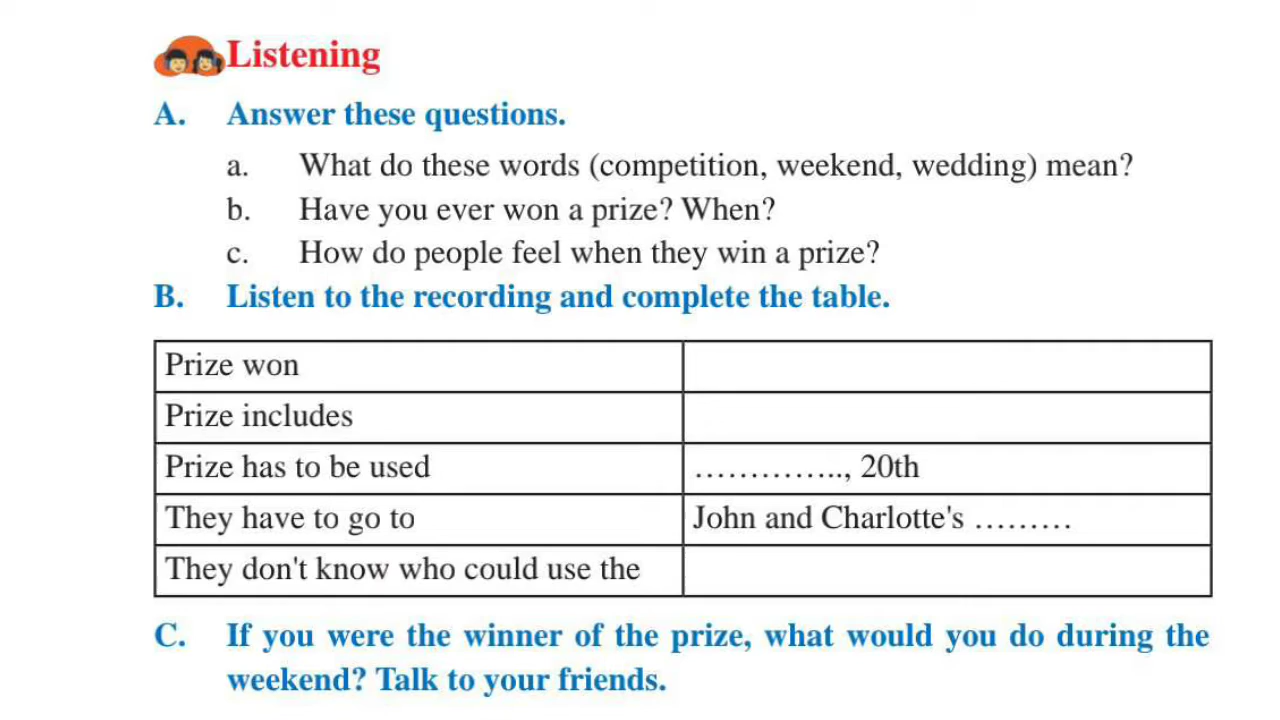 Listening
A. Answer these questions.
a. What do these words (competition, weekend, wedding) mean?
b. Have you ever won a prize? When?
c. How do people feel when they win a prize?
B. Listen to the recording and complete the table.
Prize won
Prize includes
Prize has to be used ………….., 20th
They have to go to John and Charlotte's ………
They don't know who could use the
C. If you were the winner of the prize, what would you do during the
weekend? Talk to your friends.